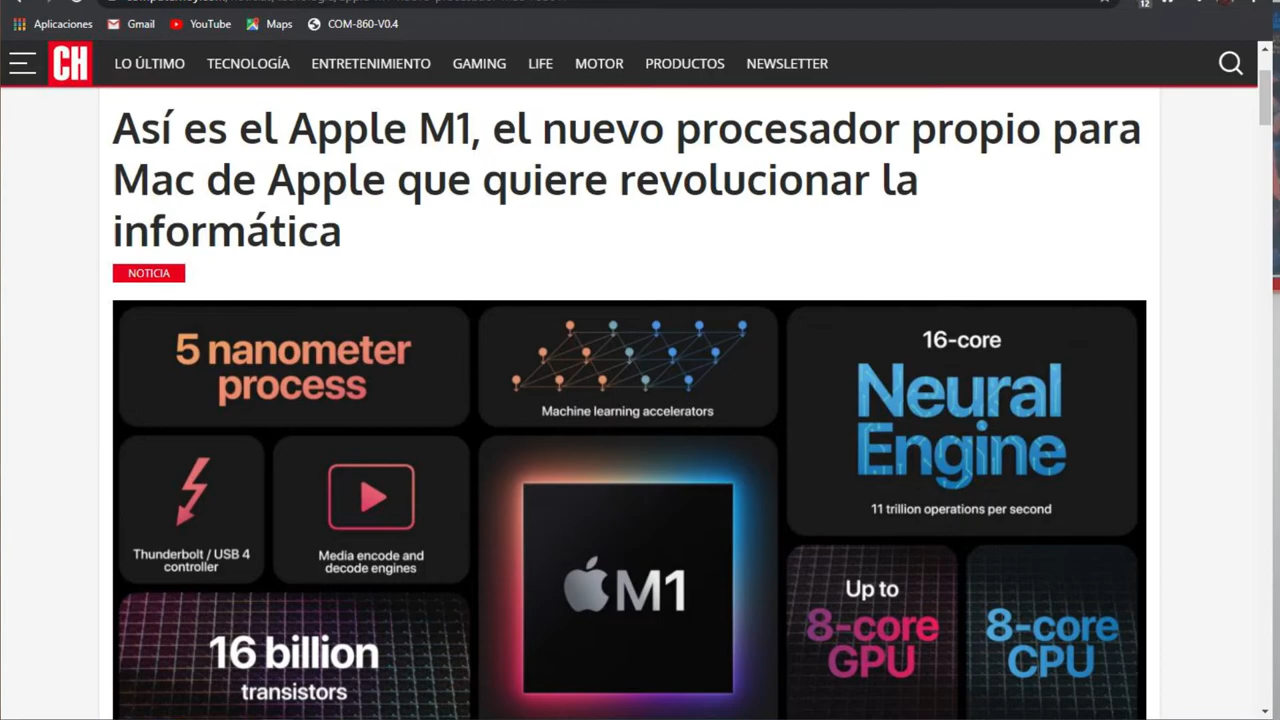 Aplicaciones Gmail YouTube Maps COM-860-V0.4
CH LO ÚLTIMO TECNOLOGÍA ENTRETENIMIENTO GAMING LIFE MOTOR PRODUCTOS NEWSLETTER
Así es el Apple M1, el nuevo procesador propio para
Mac de Apple que quiere revolucionar la
informática
NOTICIA
5 nanometer
process
Machine learning accelerators
16-core
Neural
Engine
11 trillion operations per second
Thunderbolt / USB 4
controller
Media encode and
decode engines
M1
Up to
8-core
GPU
8-core
CPU
16 billion
transistors
12